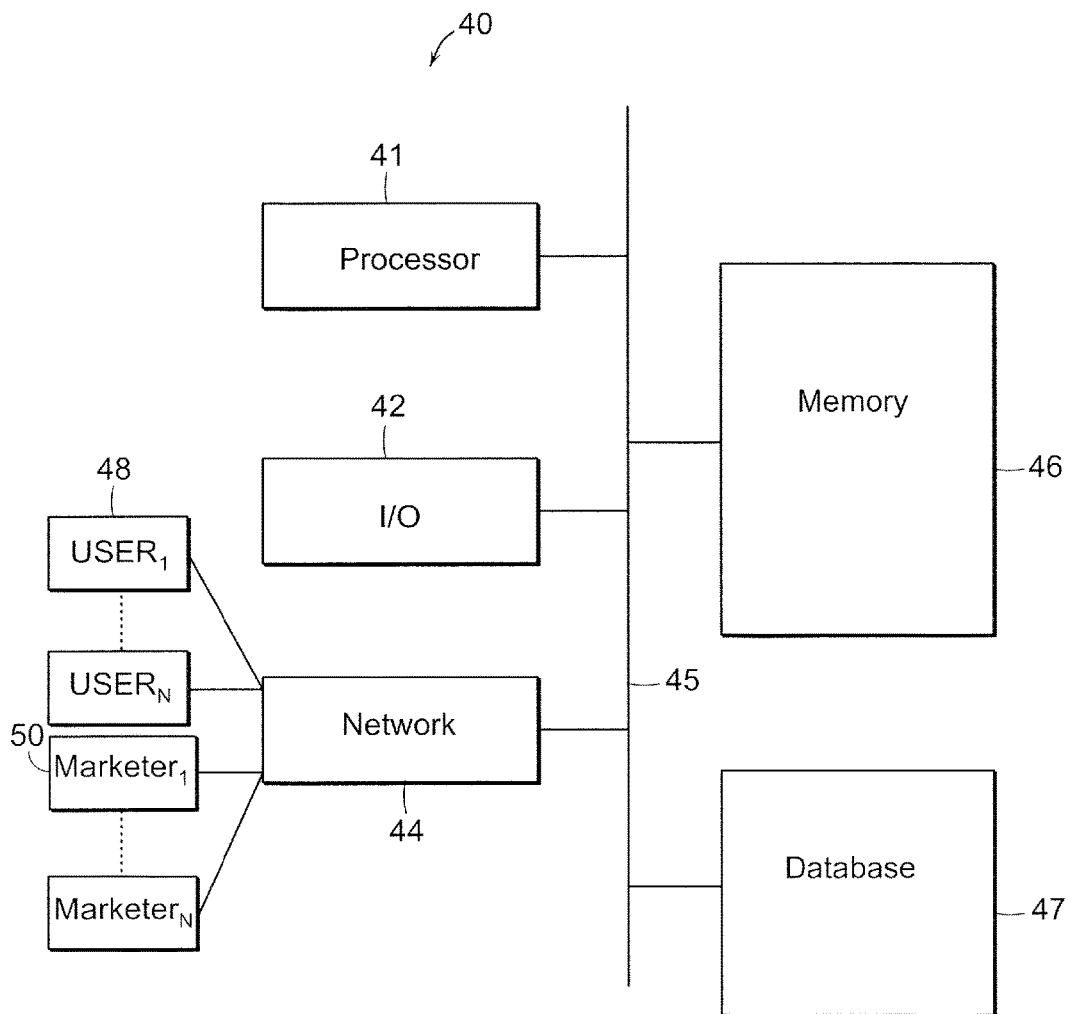 40
41
Processor
Memory
46
42
I/O
48
USER₁
USERN
45
Network
44
50
Marketer₁
MarketerN
Database
47